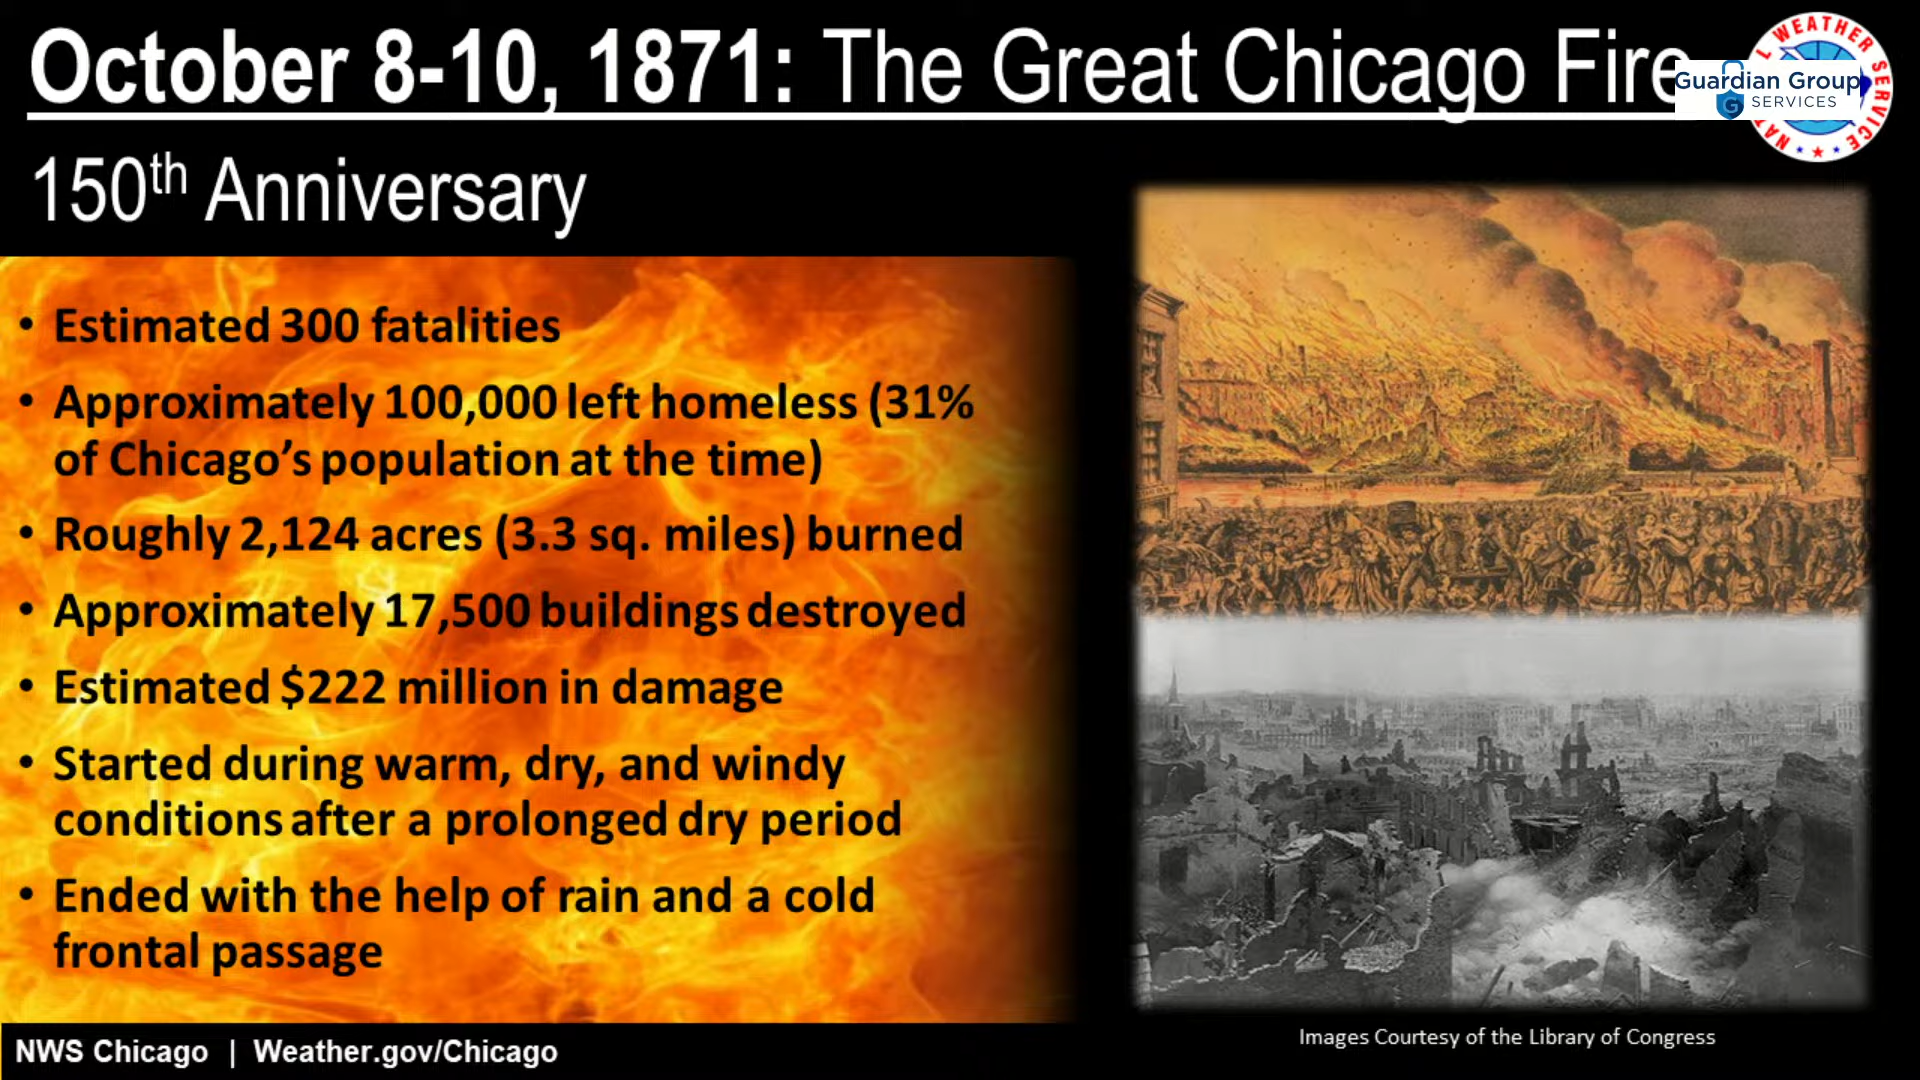 October 8-10, 1871: The Great Chicago Fire
150th Anniversary
Guardian Group
G SERVICES
WEATHER SERVICE
• Estimated 300 fatalities
• Approximately 100,000 left homeless (31%
of Chicago’s population at the time)
• Roughly 2,124 acres (3.3 sq. miles) burned
• Approximately 17,500 buildings destroyed
• Estimated $222 million in damage
• Started during warm, dry, and windy
conditions after a prolonged dry period
• Ended with the help of rain and a cold
frontal passage
NWS Chicago | Weather.gov/Chicago
Images Courtesy of the Library of Congress